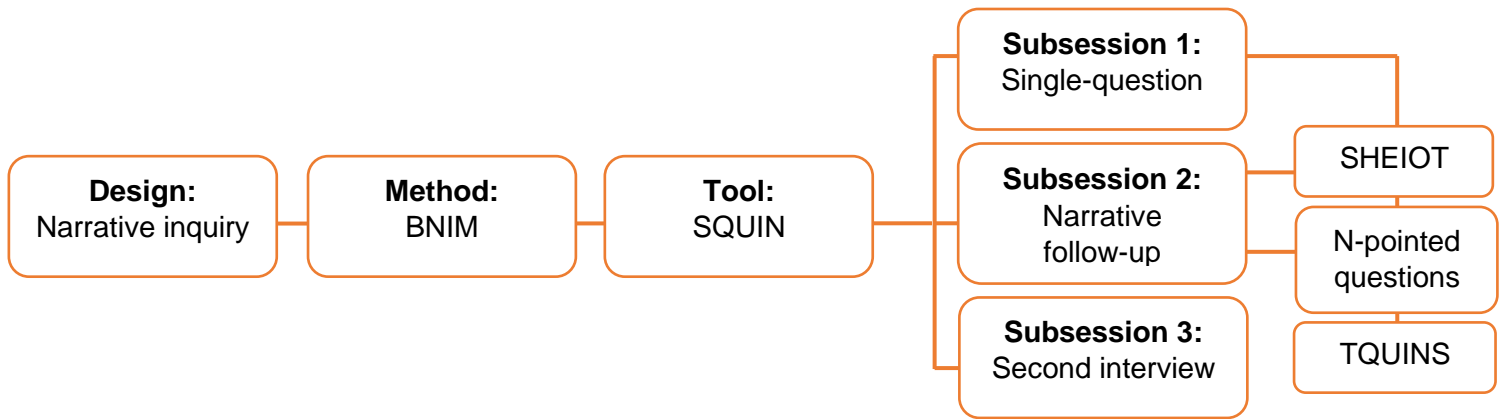 Design:
Narrative inquiry
Method:
BNIM
Tool:
SQUIN
Subsession 1:
Single-question
Subsession 2:
Narrative
follow-up
Subsession 3:
Second interview
SHEIOT
N-pointed
questions
TQUINS